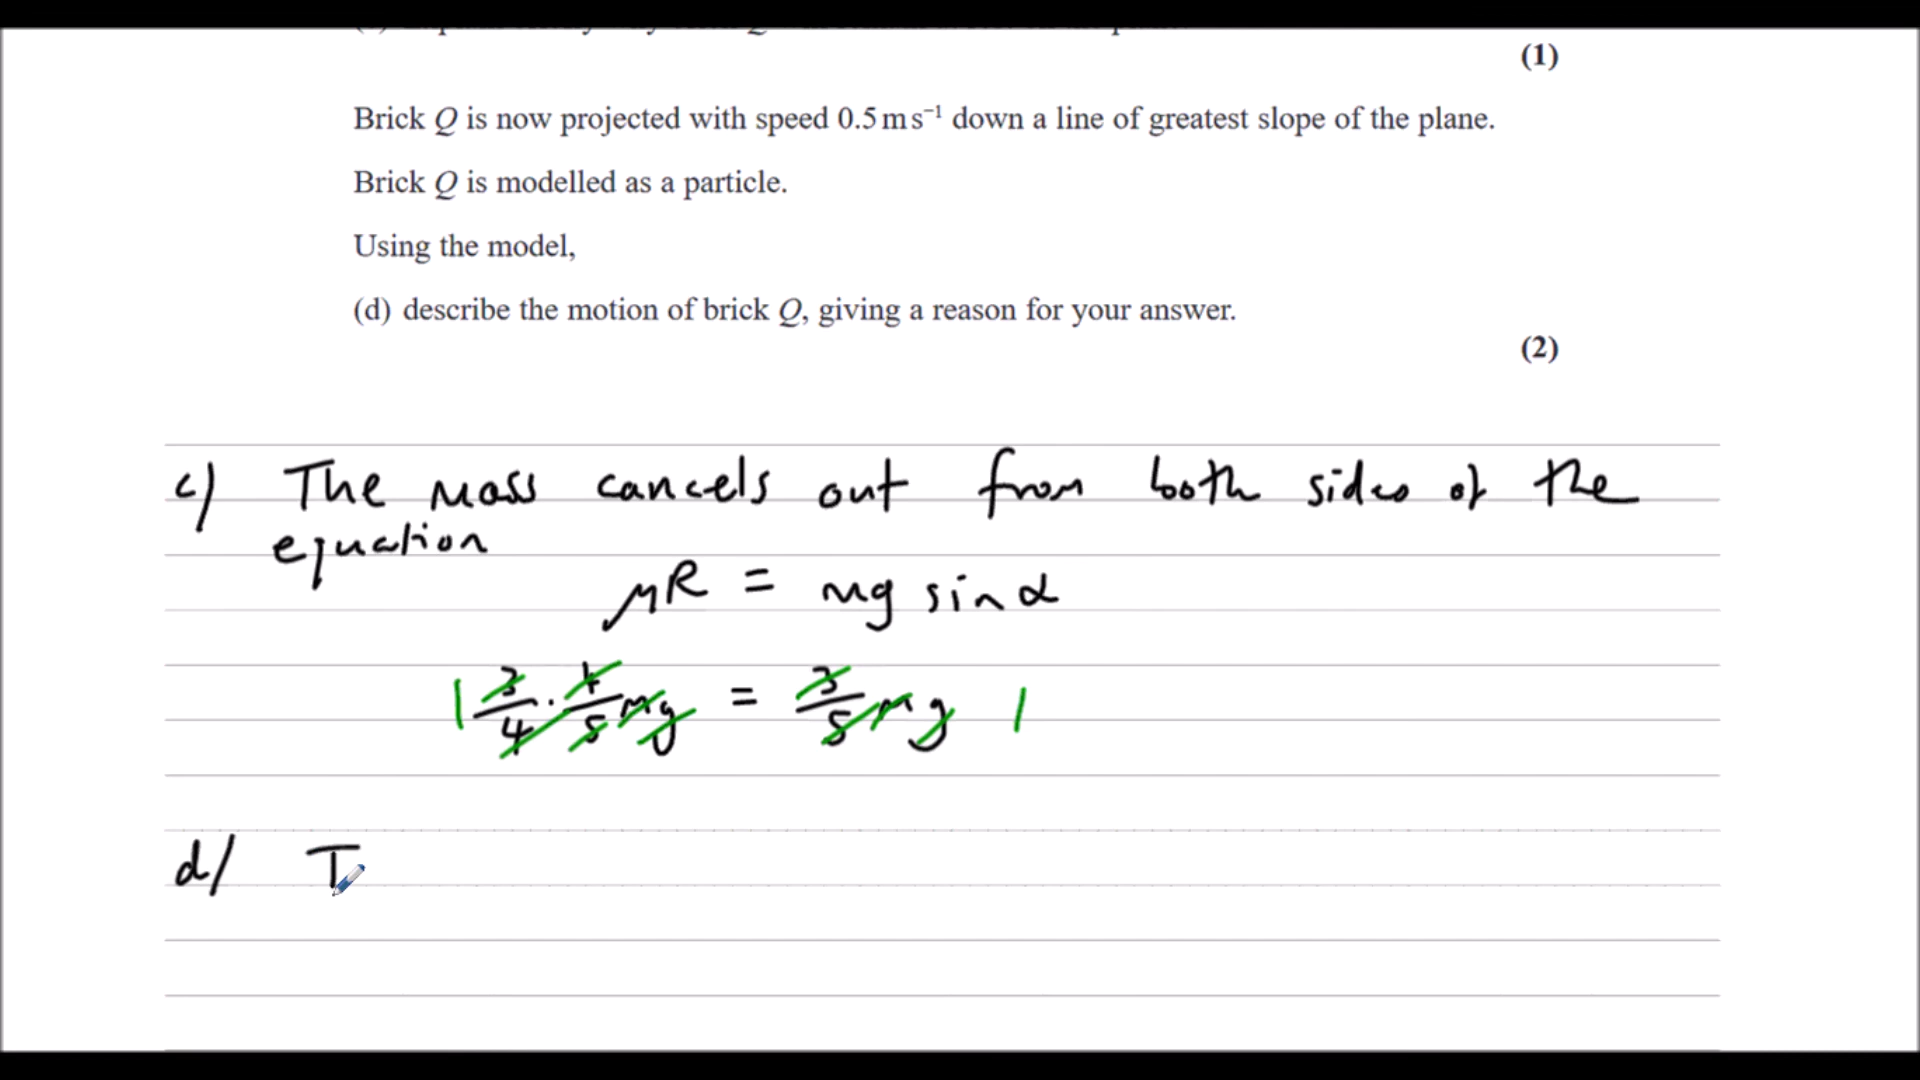 (1)
Brick Q is now projected with speed 0.5 m s⁻¹ down a line of greatest slope of the plane.
Brick Q is modelled as a particle.
Using the model,
(d) describe the motion of brick Q, giving a reason for your answer.
(2)
c) The mass cancels out from both sides of the
equation
μR = mg sin α
1 3/4 · 4/5 mg = 3/5 mg 1
d/ T